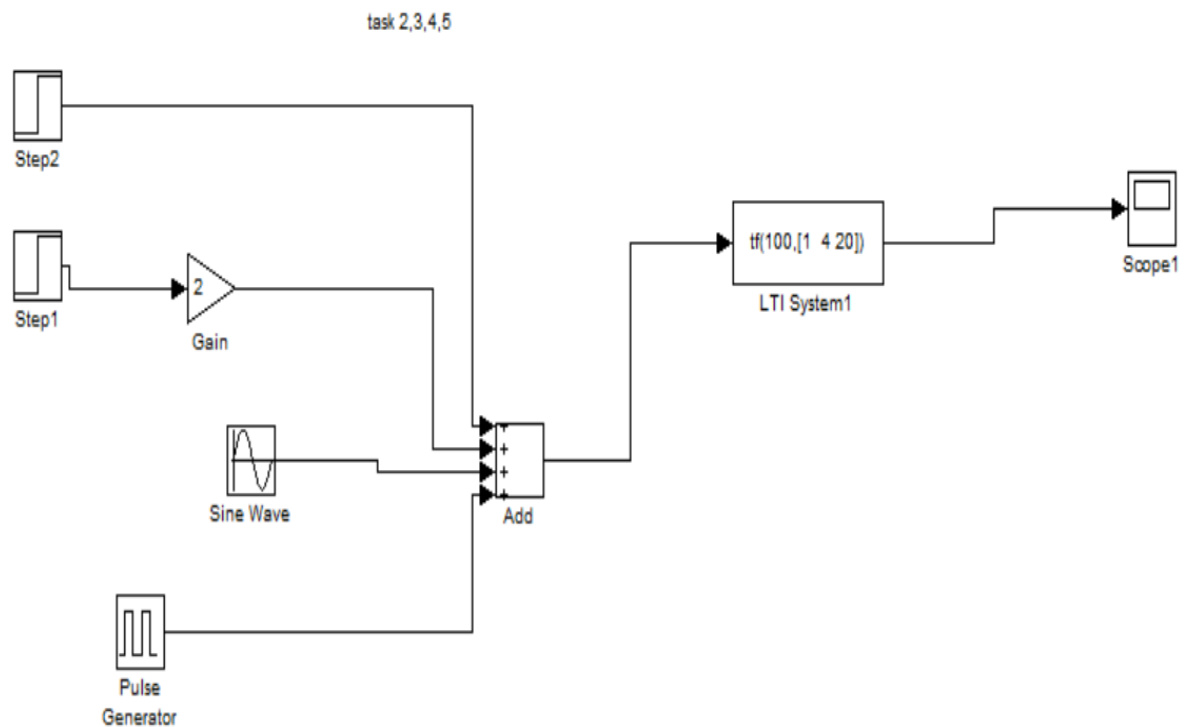 task 2,3,4,5
Step2
Step1
2
Gain
tf(100,[1 4 20])
LTI System1
Scope1
Sine Wave
+
+
+
+
Add
Pulse
Generator